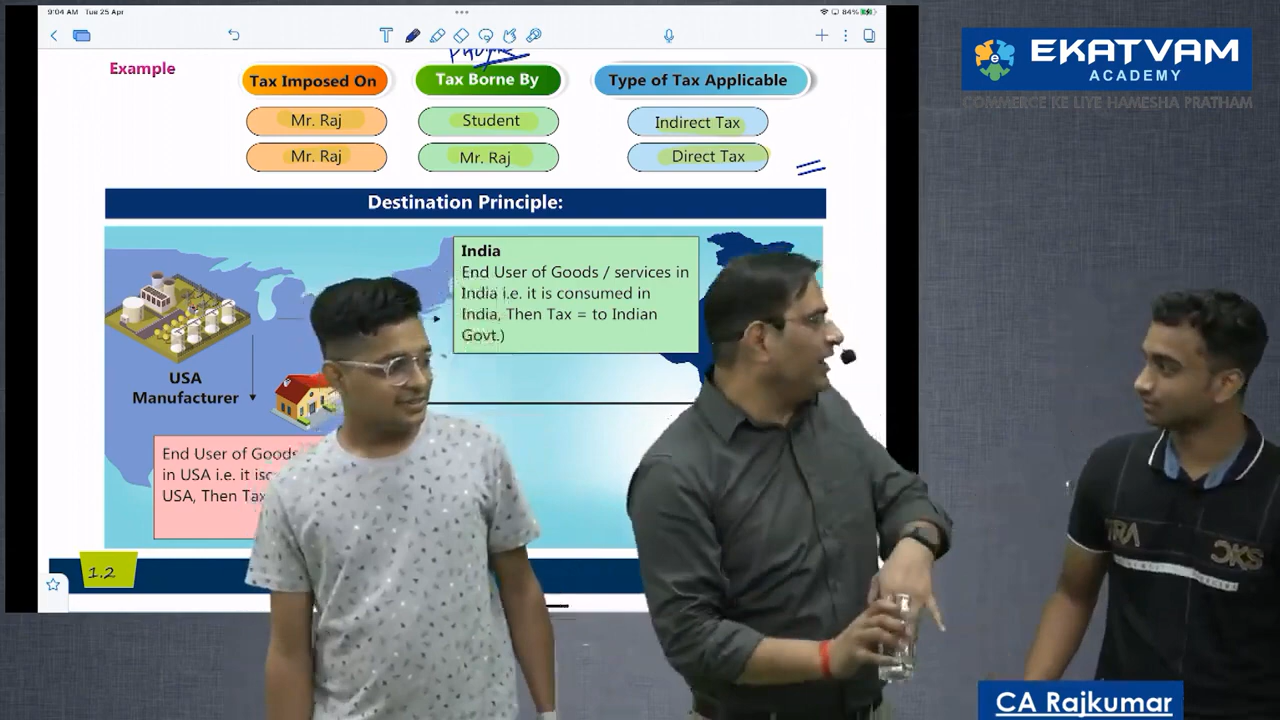 9:04 AM Tue 25 Apr
84%
EKATVAM
ACADEMY
COMMERCE KE LIYE HAMESHA PRATHAM
Example
Tax Imposed On
Tax Borne By
Type of Tax Applicable
Mr. Raj
Student
Indirect Tax
Mr. Raj
Mr. Raj
Direct Tax
Destination Principle:
India
End User of Goods / services in
India i.e. it is consumed in
India, Then Tax = to Indian
Govt.)
USA
Manufacturer
End User of Goods
in USA i.e. it is
USA, Then Tax
1.2
CA Rajkumar